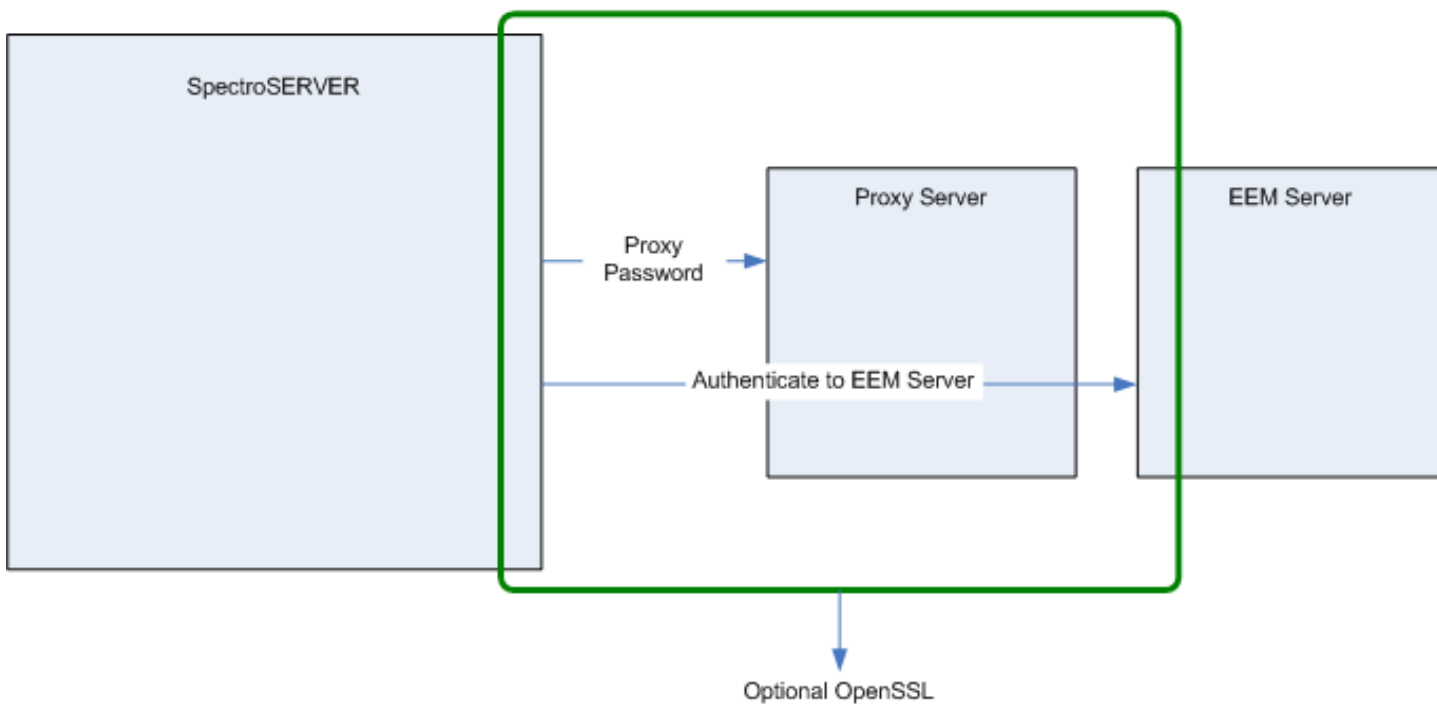 SpectroSERVER
Proxy Server
EEM Server
Proxy
Password
Authenticate to EEM Server
Optional OpenSSL